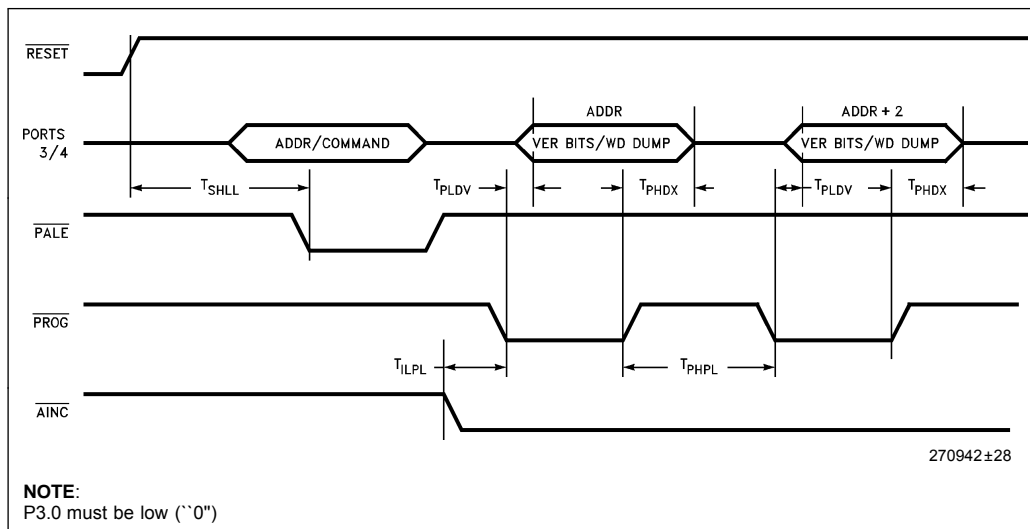 RESET
PORTS
3/4
ADDR/COMMAND
ADDR
VER BITS/WD DUMP
ADDR + 2
VER BITS/WD DUMP
TSHLL
TPLDV
TPHDX
TPLDV
TPHDX
PALE
PROG
TILPL
TPHPL
AINC
270942±28
NOTE:
P3.0 must be low (``0")